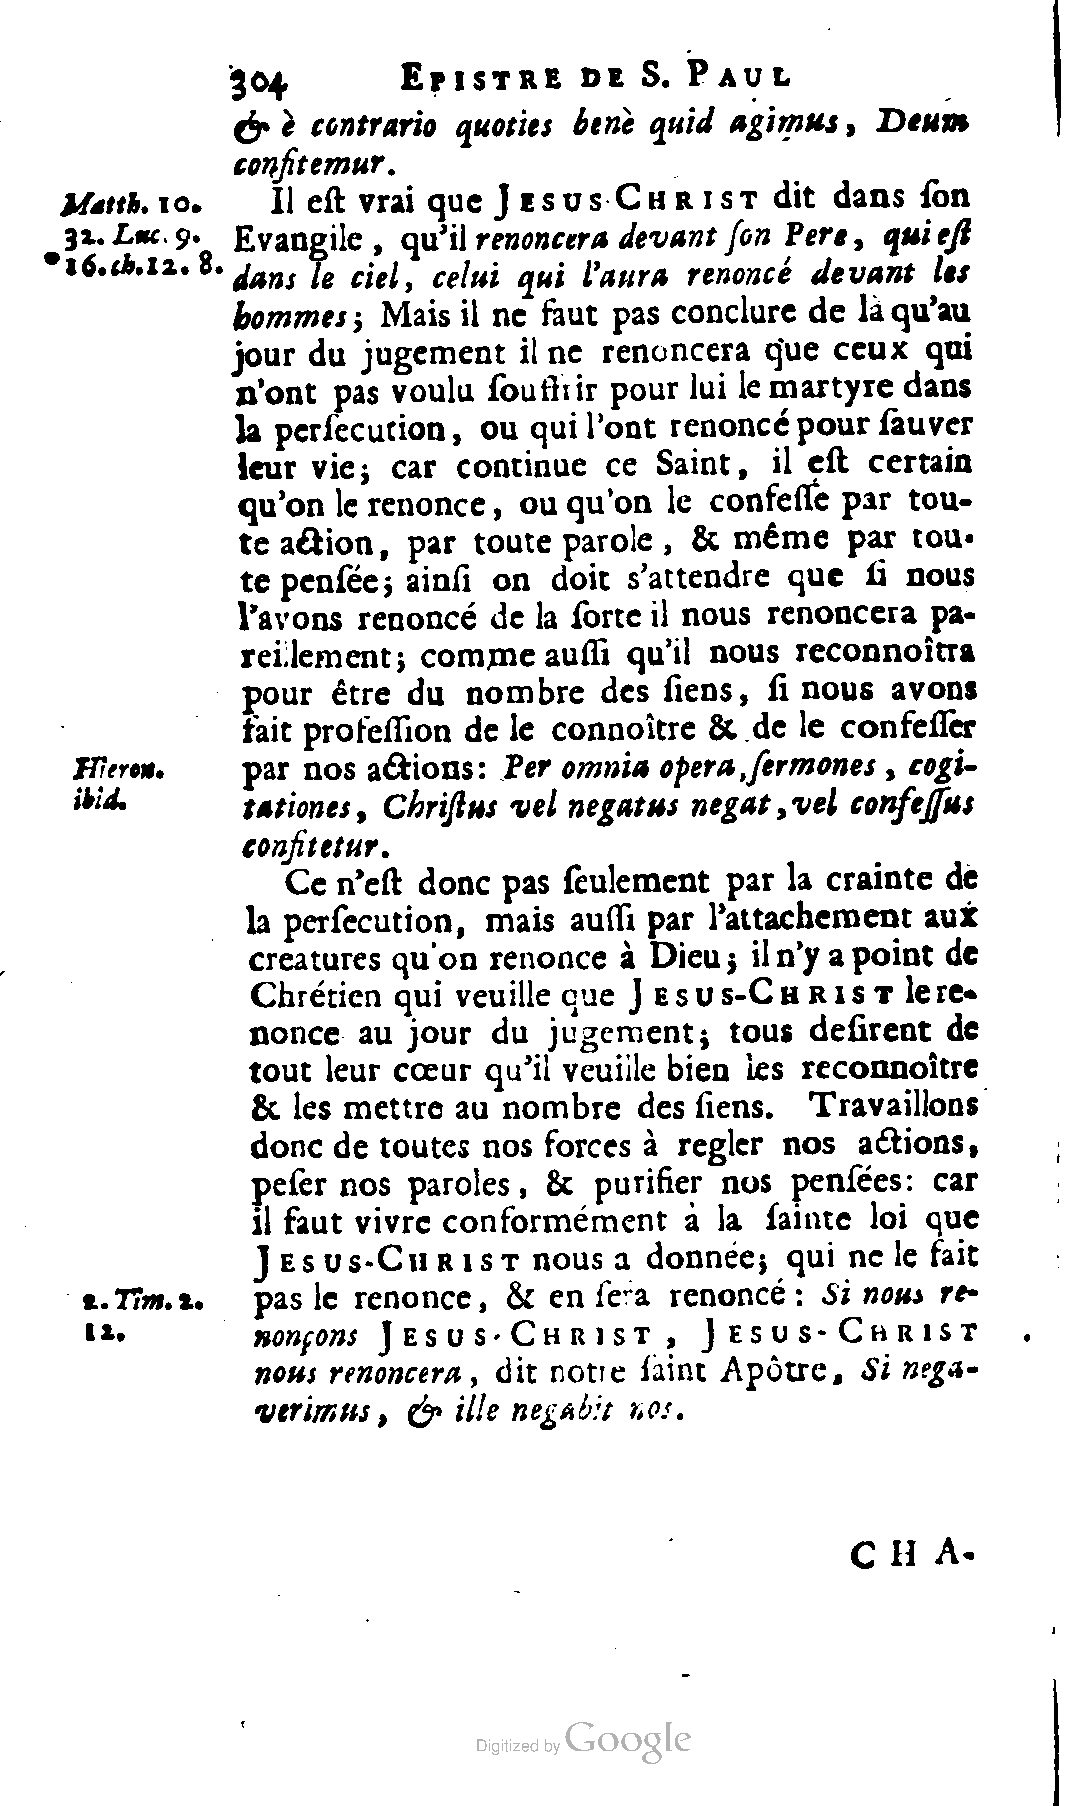 304 EPISTRE DE S. PAUL
& è contrario quoties benè quid agimus, Deum
confitemur.
Matth. 10.
32. Luc. 9.
16. ch. 12. 8.
Il eſt vrai que JESUS-CHRIST dit dans ſon
Evangile, qu'il renoncera devant ſon Pere, qui eſt
dans le ciel, celui qui l'aura renoncé devant les
hommes; Mais il ne faut pas conclure de là qu'au
jour du jugement il ne renoncera que ceux qui
n'ont pas voulu ſouffrir pour lui le martyre dans
la perſecution, ou qui l'ont renoncé pour ſauver
leur vie; car continue ce Saint, il eſt certain
qu'on le renonce, ou qu'on le confeſſe par tou-
te action, par toute parole, & même par tou-
te penſée; ainſi on doit s'attendre que ſi nous
l'avons renoncé de la ſorte il nous renoncera pa-
reillement; comme auſſi qu'il nous reconnoîtra
pour être du nombre des ſiens, ſi nous avons
fait profeſſion de le connoître & de le confeſſer
Hieron.
ibid.
par nos actions: Per omnia opera, ſermones, cogi-
tationes, Chriſtus vel negatus negat, vel confeſſus
confitetur.
Ce n'eſt donc pas ſeulement par la crainte de
la perſecution, mais auſſi par l'attachement aux
creatures qu'on renonce à Dieu; il n'y a point de
Chrétien qui veuille que JESUS-CHRIST le re-
nonce au jour du jugement; tous deſirent de
tout leur cœur qu'il veuille bien les reconnoître
& les mettre au nombre des ſiens. Travaillons
donc de toutes nos forces à regler nos actions,
peſer nos paroles, & purifier nos penſées: car
il faut vivre conformément à la ſainte loi que
JESUS-CHRIST nous a donnée; qui ne le fait
2. Tim. 2.
12.
pas le renonce, & en ſera renoncé: Si nous re-
nonçons JESUS-CHRIST, JESUS-CHRIST
nous renoncera, dit notre ſaint Apôtre, Si nega-
verimus, & ille negabit nos.
CHA-
Digitized by Google